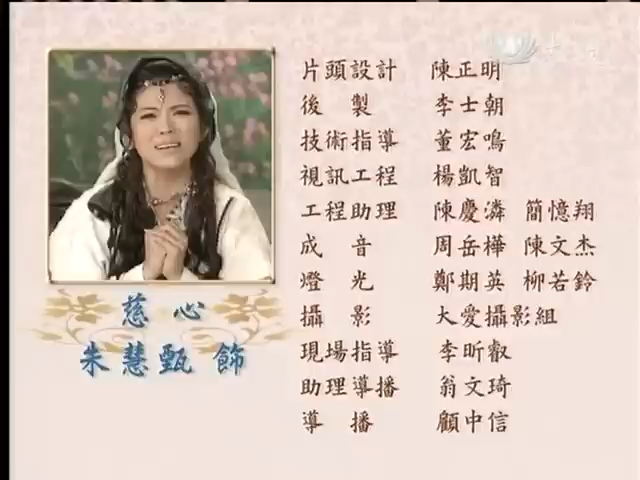 片頭設計 陳正明
後 製 李士朝
技術指導 董宏鳴
視訊工程 楊凱智
工程助理 陳慶潾 簡憶翔
成 音 周岳樺 陳文杰
燈 光 鄭期英 柳若鈴
攝 影 大愛攝影組
現場指導 李昕叡
助理導播 翁文琦
導 播 顧中信
慈 心
朱慧甄 飾